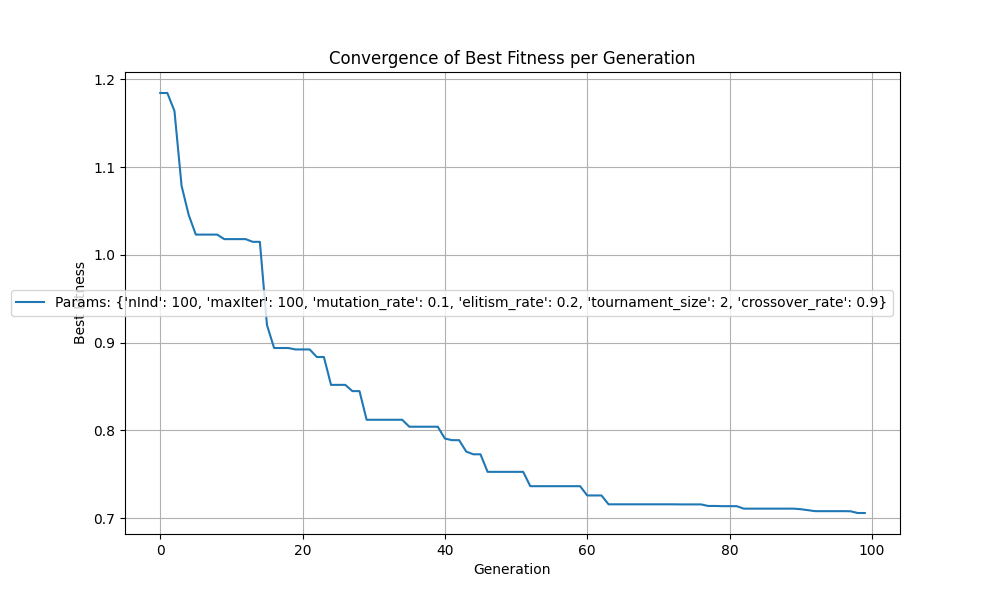 Convergence of Best Fitness per Generation
1.2
1.1
1.0
0.9
0.8
0.7
Best Fitness
Params: {'nInd': 100, 'maxIter': 100, 'mutation_rate': 0.1, 'elitism_rate': 0.2, 'tournament_size': 2, 'crossover_rate': 0.9}
0 20 40 60 80 100
Generation